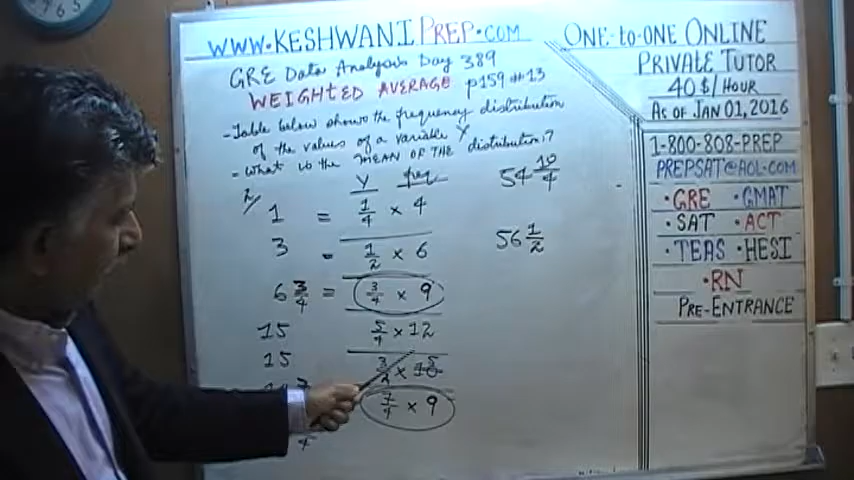 WWW.KESHWANIPREP.COM
GRE Data Analysis Day 389
WEIGHTED AVERAGE p159 #13
- Table below shows the frequency distribution
of the values of a variable Y
- What is the MEAN OF THE distribution?
Y freq
1 = 1/4 × 4
3 = 1/2 × 6
6 3/4 = 3/4 × 9
15 5/4 × 12
15 3/2 × 10 5
7/4 × 9
54 10/4
56 1/2
ONE-TO-ONE ONLINE
PRIVATE TUTOR
40 $/HOUR
AS OF JAN 01, 2016
1-800-808-PREP
PREPSAT@AOL.COM
• GRE • GMAT
• SAT • ACT
• TEAS • HESI
• RN
PRE-ENTRANCE